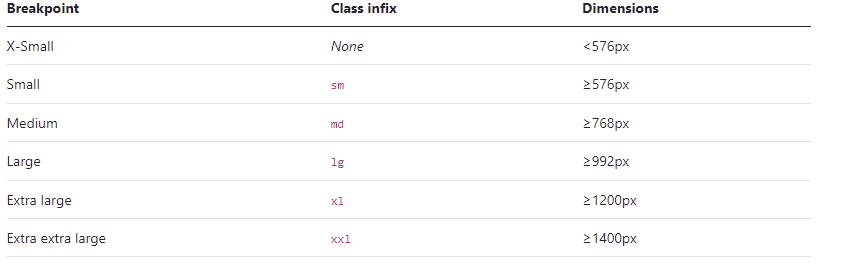 Breakpoint Class infix Dimensions
X-Small None <576px
Small sm ≥576px
Medium md ≥768px
Large lg ≥992px
Extra large xl ≥1200px
Extra extra large xxl ≥1400px